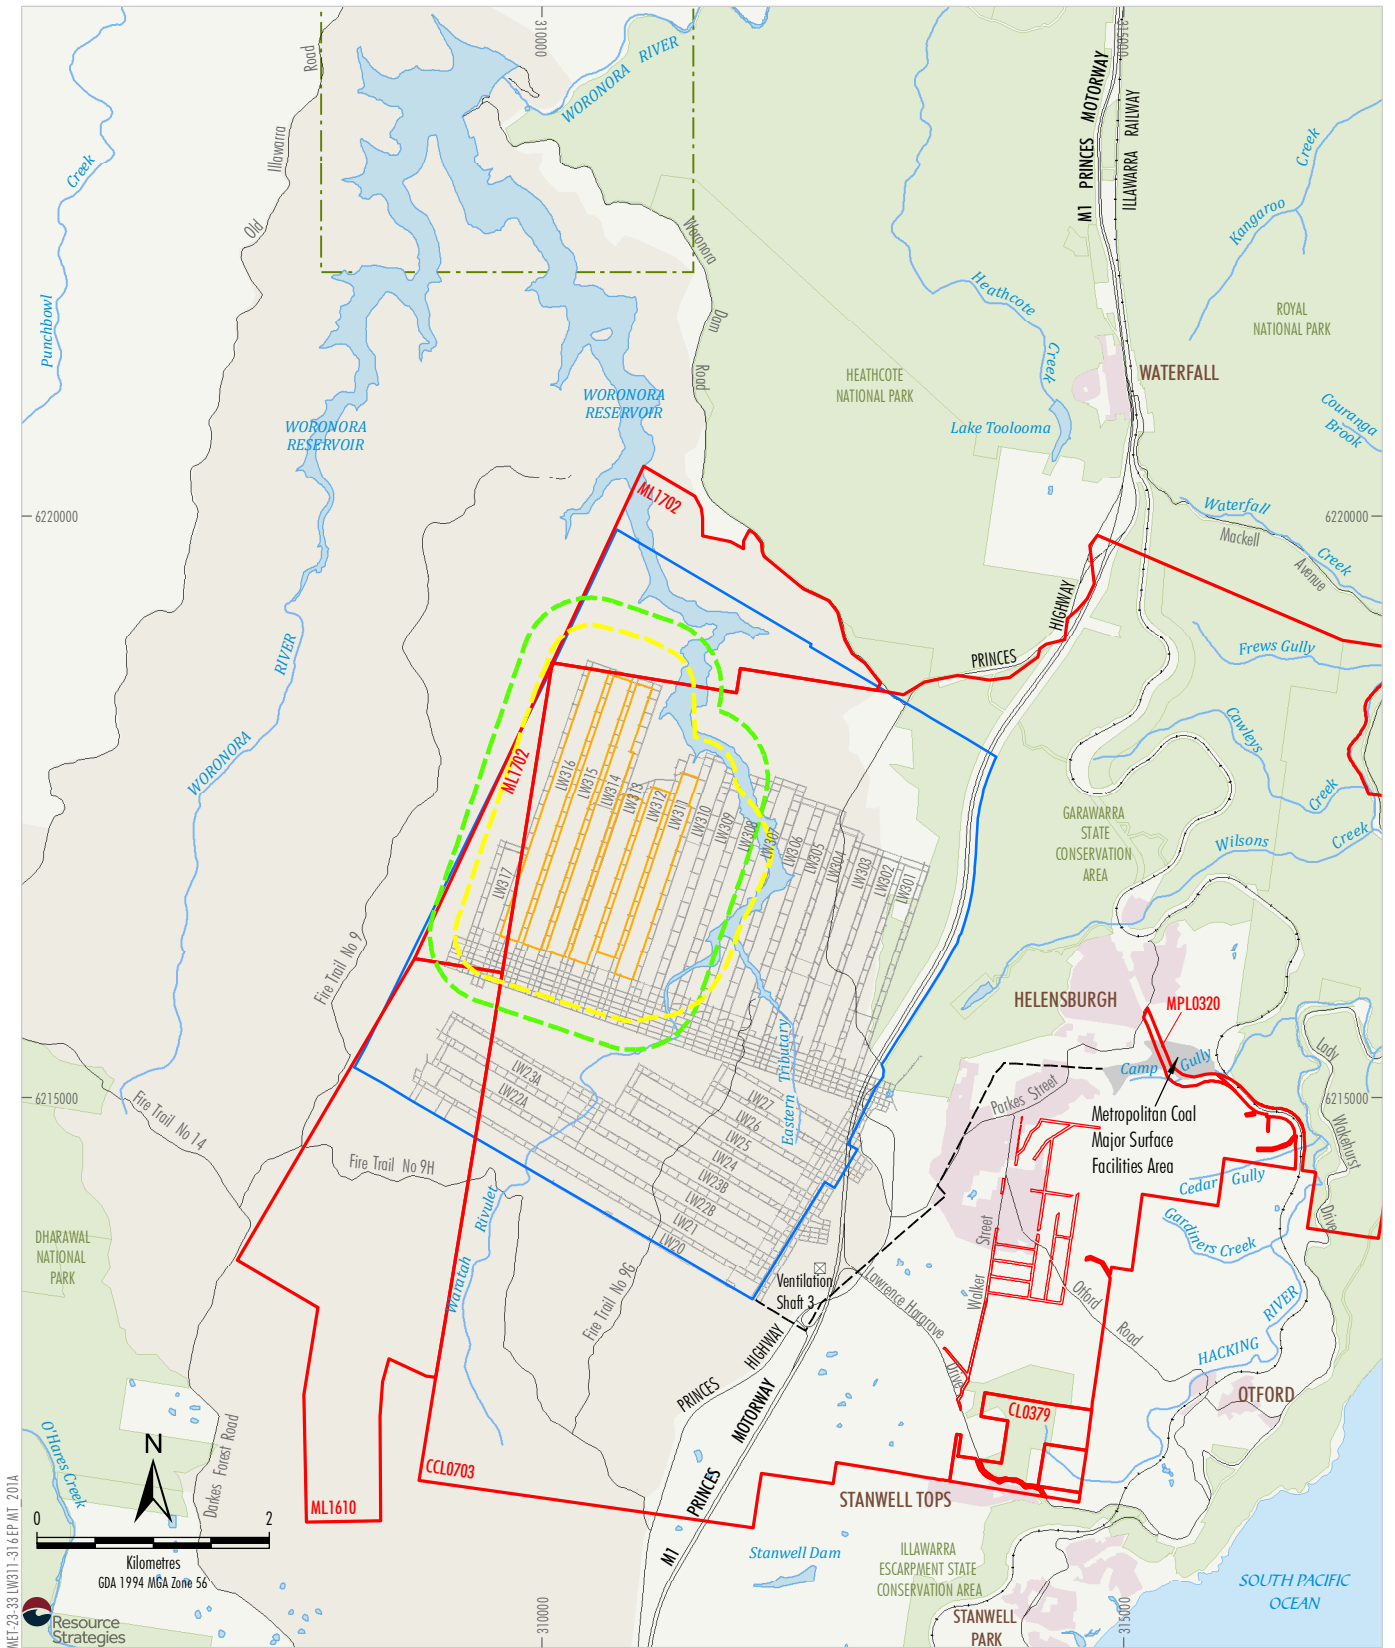 310000
315000
Road
Illawarra
Old
WORONORA RIVER
M1 PRINCES MOTORWAY
ILLAWARRA RAILWAY
Creek
Punchbowl
Kangaroo Creek
Woronora
Dam
Road
Heathcote
Creek
ROYAL
NATIONAL PARK
HEATHCOTE
NATIONAL PARK
WATERFALL
WORONORA
RESERVOIR
WORONORA
RESERVOIR
Lake Toolooma
Couranga
Brook
ML1702
6220000
6220000
Waterfall
Creek
Mackell
Avenue
HIGHWAY
PRINCES
Frews Gully
RIVER
WORONORA
Cawleys
Creek
ML1702
LW316
LW315
LW314
LW313
LW312
LW311
LW310
LW309
LW308
LW307
LW306
LW305
LW304
LW303
LW302
LW301
LW317
GARAWARRA
STATE
CONSERVATION
AREA
Wilsons
Creek
Fire Trail No 9
HELENSBURGH
MPL0320
Camp Gully
Lady
Wakehurst
Drive
Eastern Tributary
LW23A
LW22A
LW27
LW26
LW25
LW24
LW23B
LW22B
LW21
LW20
Parkes Street
6215000
6215000
Metropolitan Coal
Major Surface
Facilities Area
Fire Trail No 14
Fire Trail No 9H
Cedar Gully
Gardiners Creek
Waratah Rivulet
Fire Trail No 9G
DHARAWAL
NATIONAL
PARK
Ventilation
Shaft 3
Lawrence Hargrave
Drive
Walker
Street
Otford
Road
HACKING RIVER
PRINCES HIGHWAY
M1 PRINCES MOTORWAY
OTFORD
CL0379
CCL0703
ML1610
STANWELL TOPS
O'Hares Creek
Darkes Forest Road
Stanwell Dam
ILLAWARRA
ESCARPMENT STATE
CONSERVATION AREA
STANWELL
PARK
SOUTH PACIFIC
OCEAN
N
0 2
Kilometres
GDA 1994 MGA Zone 56
Resource
Strategies
MET-23-33 LW311-316 EP MT_201A
310000
315000